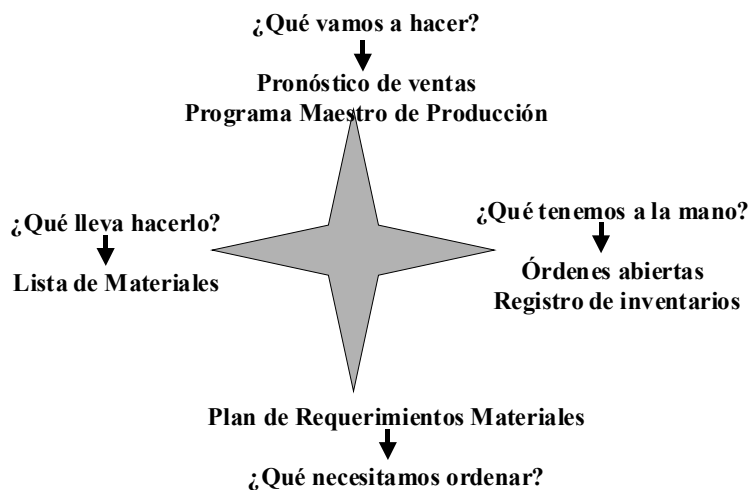 ¿Qué vamos a hacer?
Pronóstico de ventas
Programa Maestro de Producción
¿Qué lleva hacerlo?
Lista de Materiales
¿Qué tenemos a la mano?
Órdenes abiertas
Registro de inventarios
Plan de Requerimientos Materiales
¿Qué necesitamos ordenar?